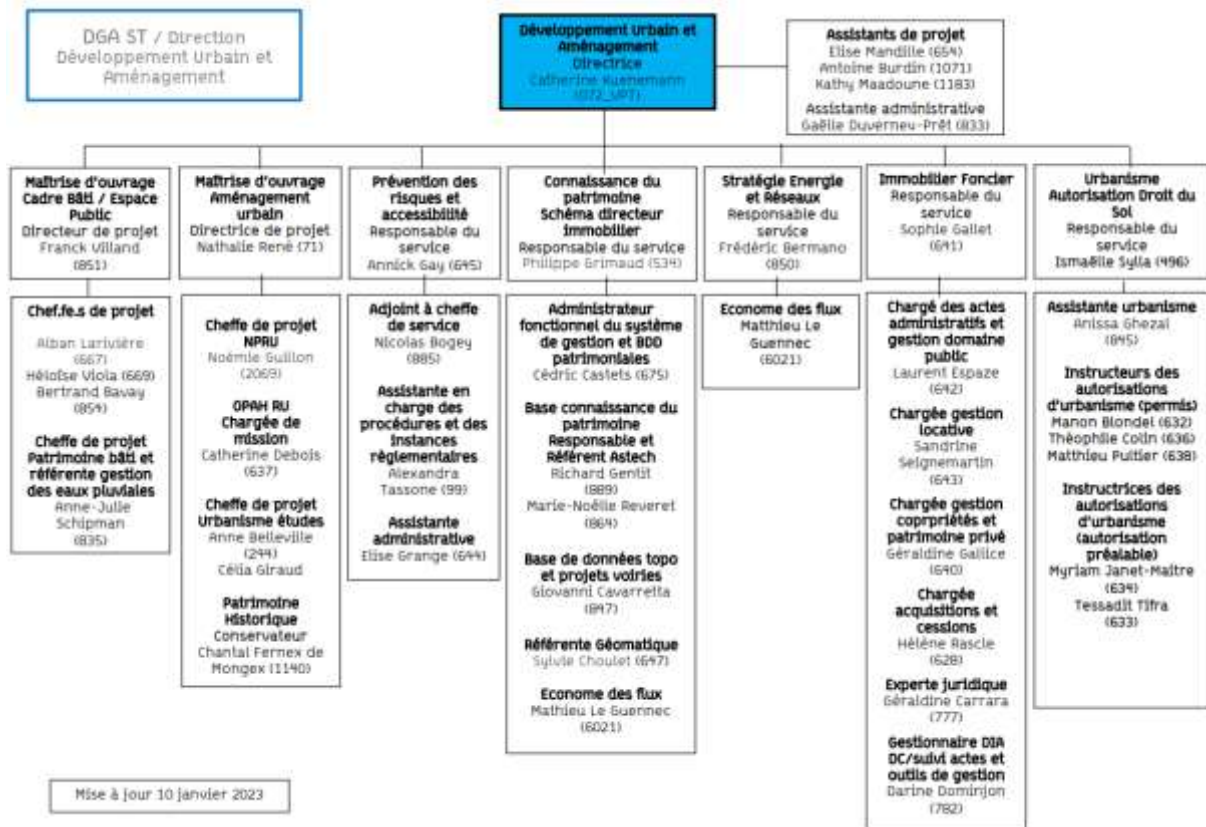 DGA ST / Direction
Développement Urbain et
Aménagement
Développement Urbain et
Aménagement
Directrice
Catherine Kuenemann
(072_VPT)
Assistants de projet
Elise Mandille (654)
Antoine Burdin (1071)
Kathy Maadoune (1183)
Assistante administrative
Gaëlle Duverneu-Prêt (833)
Maîtrise d'ouvrage
Cadre Bâti / Espace
Public
Directeur de projet
Franck Villand
(851)
Maîtrise d'ouvrage
Aménagement
urbain
Directrice de projet
Nathalie René (71)
Prévention des
risques et
accessibilité
Responsable du
service
Annick Gay (645)
Connaissance du
patrimoine
Schéma directeur
Immobilier
Responsable du service
Philippe Grimaud (534)
Stratégie Energie
et Réseaux
Responsable du
service
Frédéric Bermano
(850)
Immobilier Foncier
Responsable du
service
Sophie Gallet
(641)
Urbanisme
Autorisation Droit du
Sol
Responsable du
service
Ismaëlle Sylla (496)
Chef.fe.s de projet
Alban Larivière
(667)
Héloïse Viola (669)
Bertrand Bavay
(854)
Cheffe de projet
Patrimoine bâti et
référente gestion
des eaux pluviales
Anne-Julie
Schipman
(835)
Cheffe de projet
NPRU
Noémie Guillon
(2069)
OPAH RU
Chargée de
mission
Catherine Debois
(637)
Cheffe de projet
Urbanisme études
Anne Belleville
(244)
Célia Giraud
Patrimoine
Historique
Conservateur
Chantal Fernex de
Mongex (1140)
Adjoint à cheffe
de service
Nicolas Bogey
(885)
Assistante en
charge des
procédures et des
instances
règlementaires
Alexandra
Tassone (99)
Assistante
administrative
Elise Grange (644)
Administrateur
fonctionnel du système
de gestion et BDD
patrimoniales
Cédric Castets (675)
Base connaissance du
patrimoine
Responsable et
Référent Astech
Richard Gentit
(889)
Marie-Noëlle Reveret
(864)
Base de données topo
et projets voiries
Giovanni Cavarretta
(847)
Référente Géomatique
Sylvie Choulet (647)
Econome des flux
Mathieu Le Guennec
(6021)
Econome des flux
Matthieu Le
Guennec
(6021)
Chargé des actes
administratifs et
gestion domaine
public
Laurent Espaze
(642)
Chargée gestion
locative
Sandrine
Seignemartin
(643)
Chargée gestion
coprpriétés et
patrimoine privé
Géraldine Gallice
(640)
Chargée
acquisitions et
cessions
Hélène Rascle
(628)
Experte juridique
Géraldine Carrara
(777)
Gestionnaire DIA
DC/suivi actes et
outils de gestion
Darine Dominjon
(782)
Assistante urbanisme
Anissa Ghezal
(845)
Instructeurs des
autorisations
d'urbanisme (permis)
Manon Blondel (632)
Théophile Colin (636)
Matthieu Pultier (638)
Instructrices des
autorisations
d'urbanisme
(autorisation
préalable)
Myriam Janet-Maitre
(634)
Tessadit Tifra
(633)
Mise à jour 10 janvier 2023